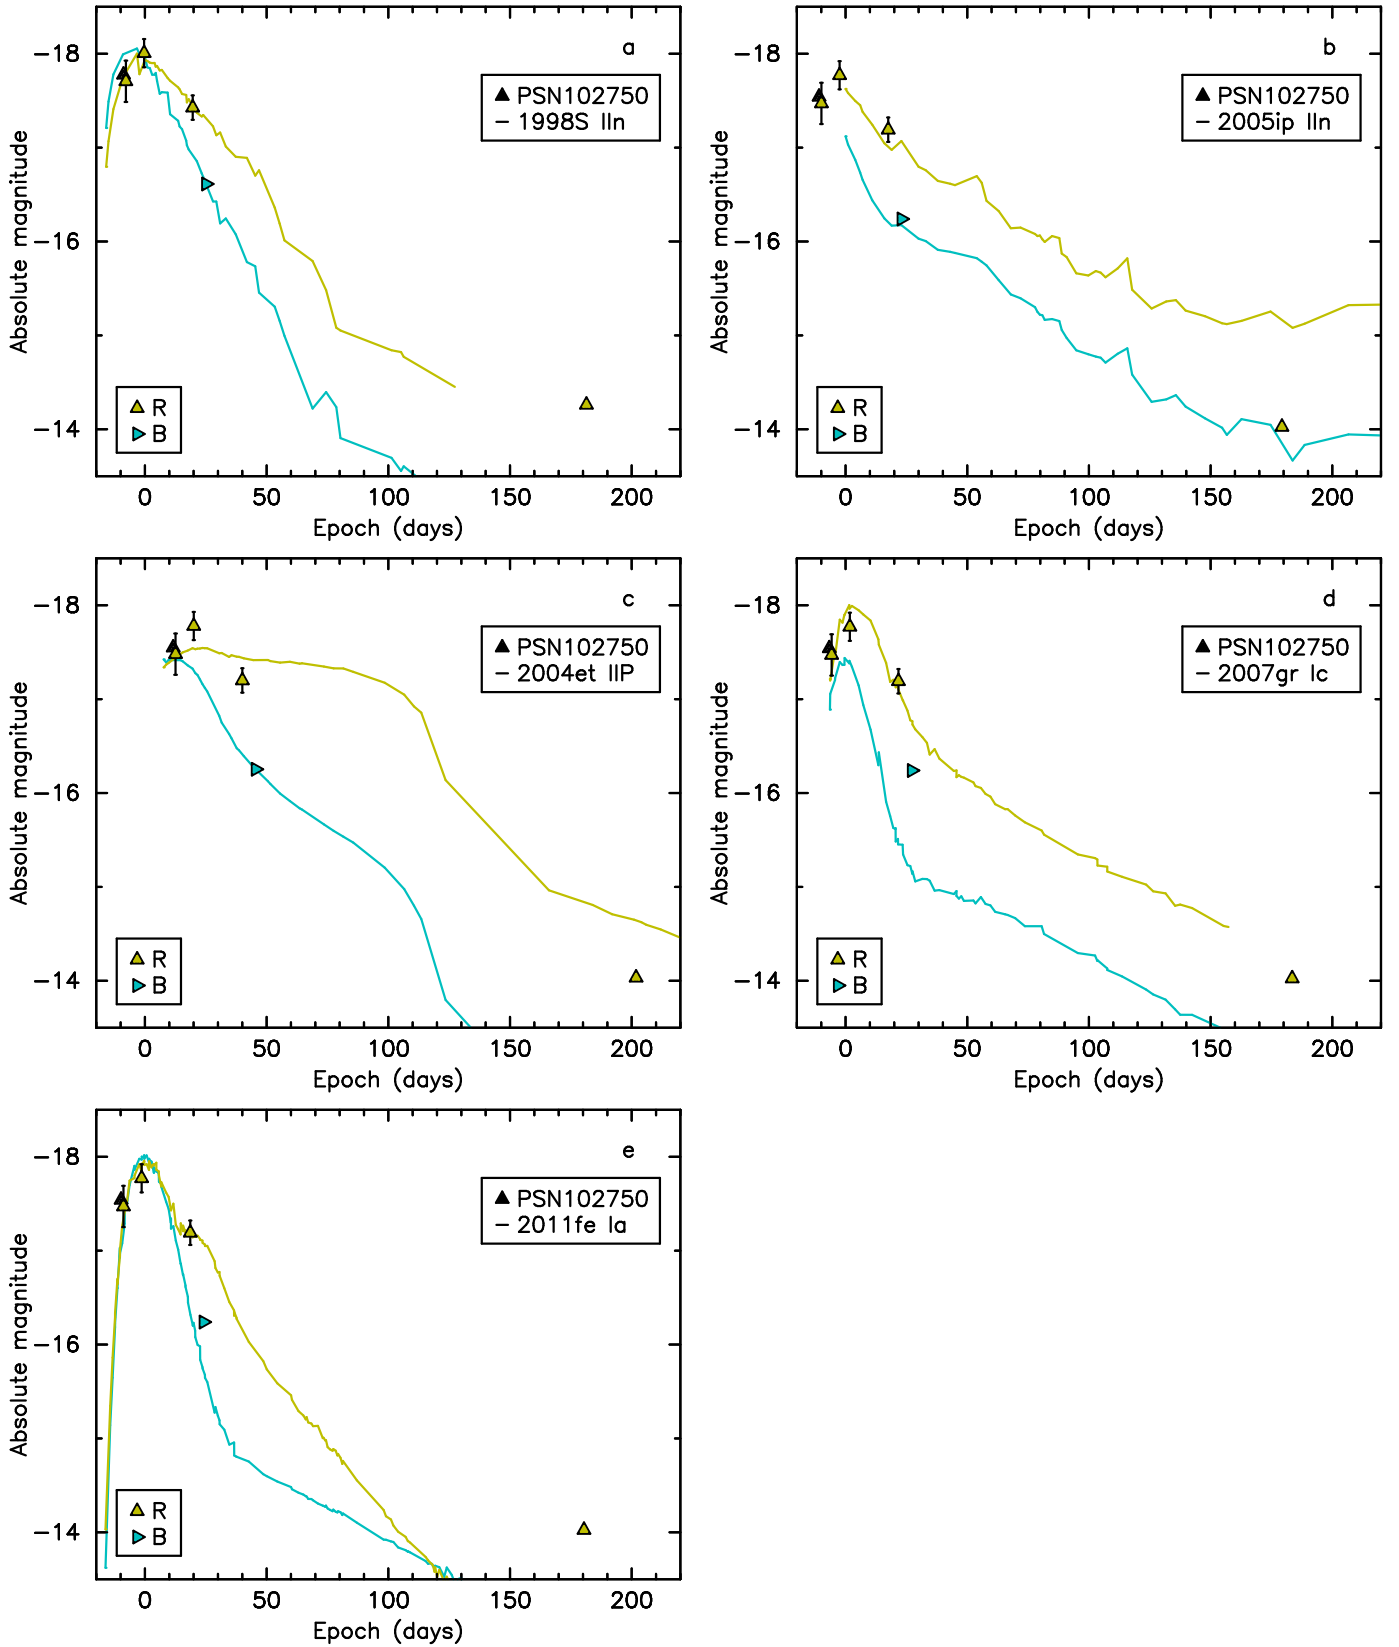 a
PSN102750
1998S IIn
R
B
-18
-16
-14
Absolute magnitude
0 50 100 150 200
Epoch (days)
b
PSN102750
2005ip IIn
R
B
-18
-16
-14
Absolute magnitude
0 50 100 150 200
Epoch (days)
c
PSN102750
2004et IIP
R
B
-18
-16
-14
Absolute magnitude
0 50 100 150 200
Epoch (days)
d
PSN102750
2007gr Ic
R
B
-18
-16
-14
Absolute magnitude
0 50 100 150 200
Epoch (days)
e
PSN102750
2011fe Ia
R
B
-18
-16
-14
Absolute magnitude
0 50 100 150 200
Epoch (days)